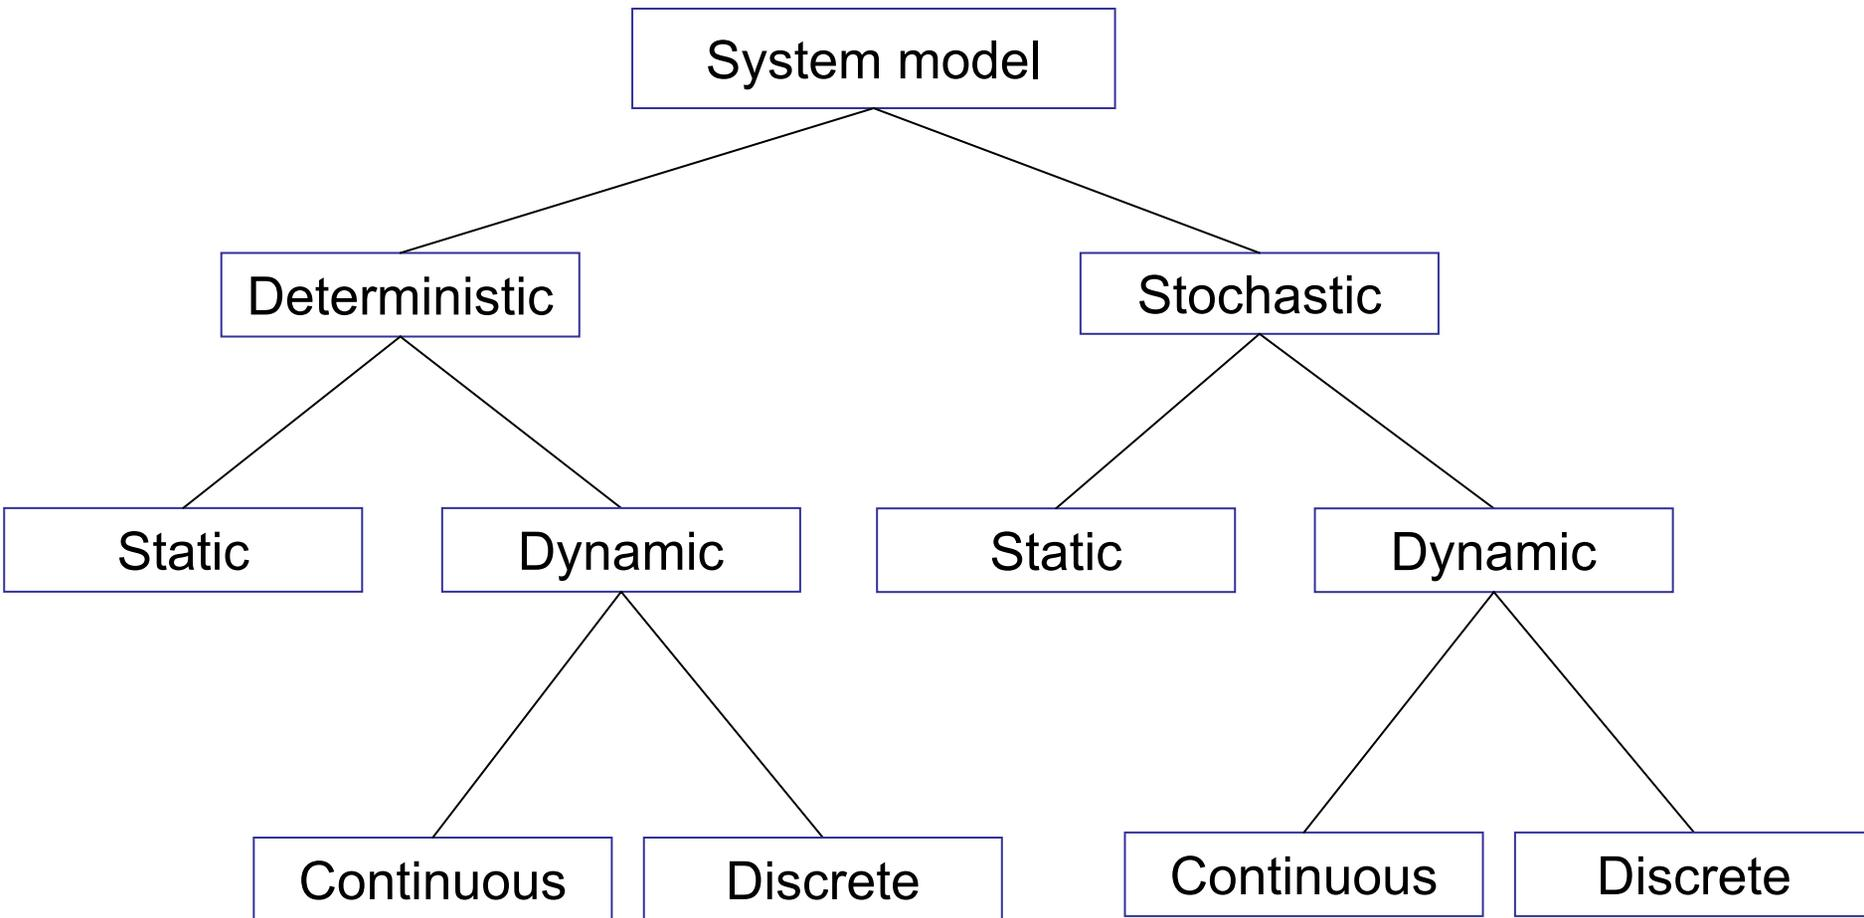 System model
Deterministic
Stochastic
Static
Dynamic
Static
Dynamic
Continuous
Discrete
Continuous
Discrete